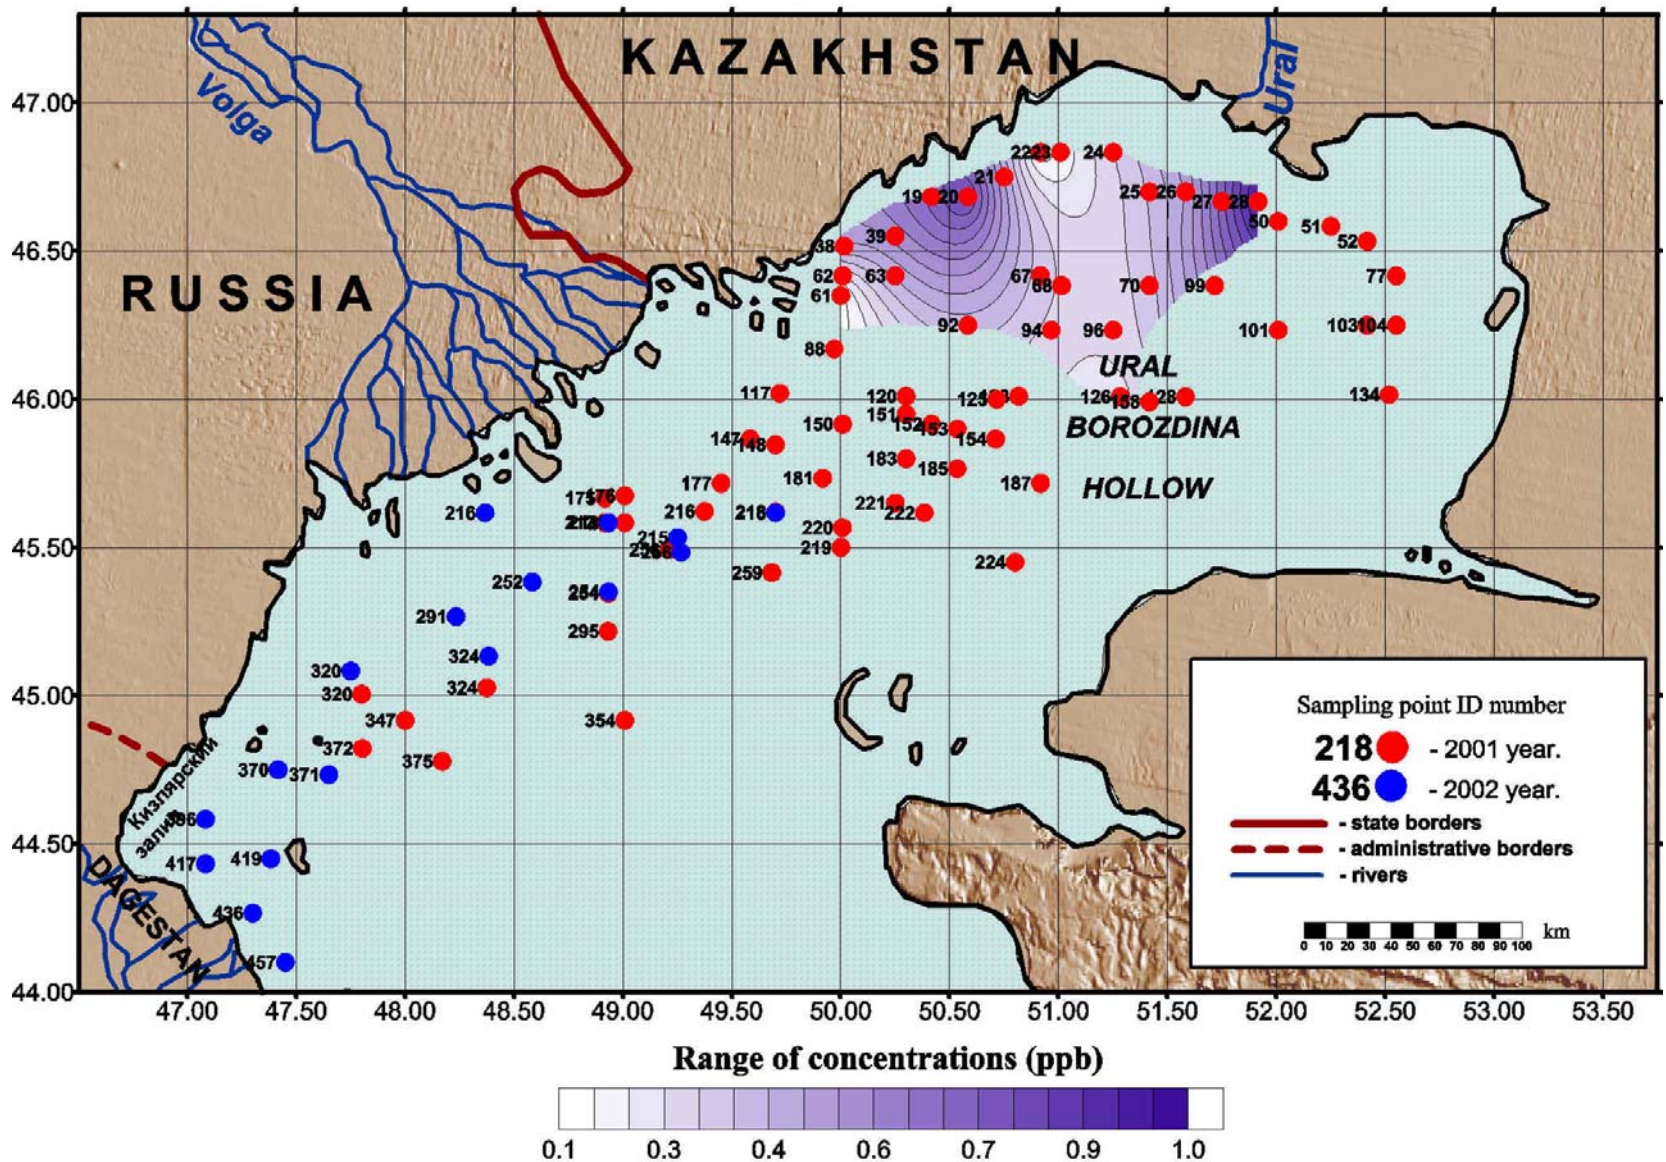 KAZAKHSTAN
Ural
47.00
Volga
22 23 24
21
19 20 25 26 27 28
50 51 52
39
38
46.50
RUSSIA
62 63 67 77
61 68 70 99
92 94 96 101 103 104
88
URAL
117
46.00
120 125 126 158 128 134
151
150 152 153
BOROZDINA
147 148 154
183
185
181
177 187
HOLLOW
176
221
216 216 218 222
220
215
45.50
219
259 224
252
254
291
295
324
320
324
320
45.00
347 354
372
375
370 371
Кизлярский
залив
44.50
417 419
DAGESTAN
436
457
44.00
47.00 47.50 48.00 48.50 49.00 49.50 50.00 50.50 51.00 51.50 52.00 52.50 53.00 53.50
Sampling point ID number
218 - 2001 year.
436 - 2002 year.
- state borders
- administrative borders
- rivers
km
0 10 20 30 40 50 60 70 80 90 100
Range of concentrations (ppb)
0.1 0.3 0.4 0.6 0.7 0.9 1.0